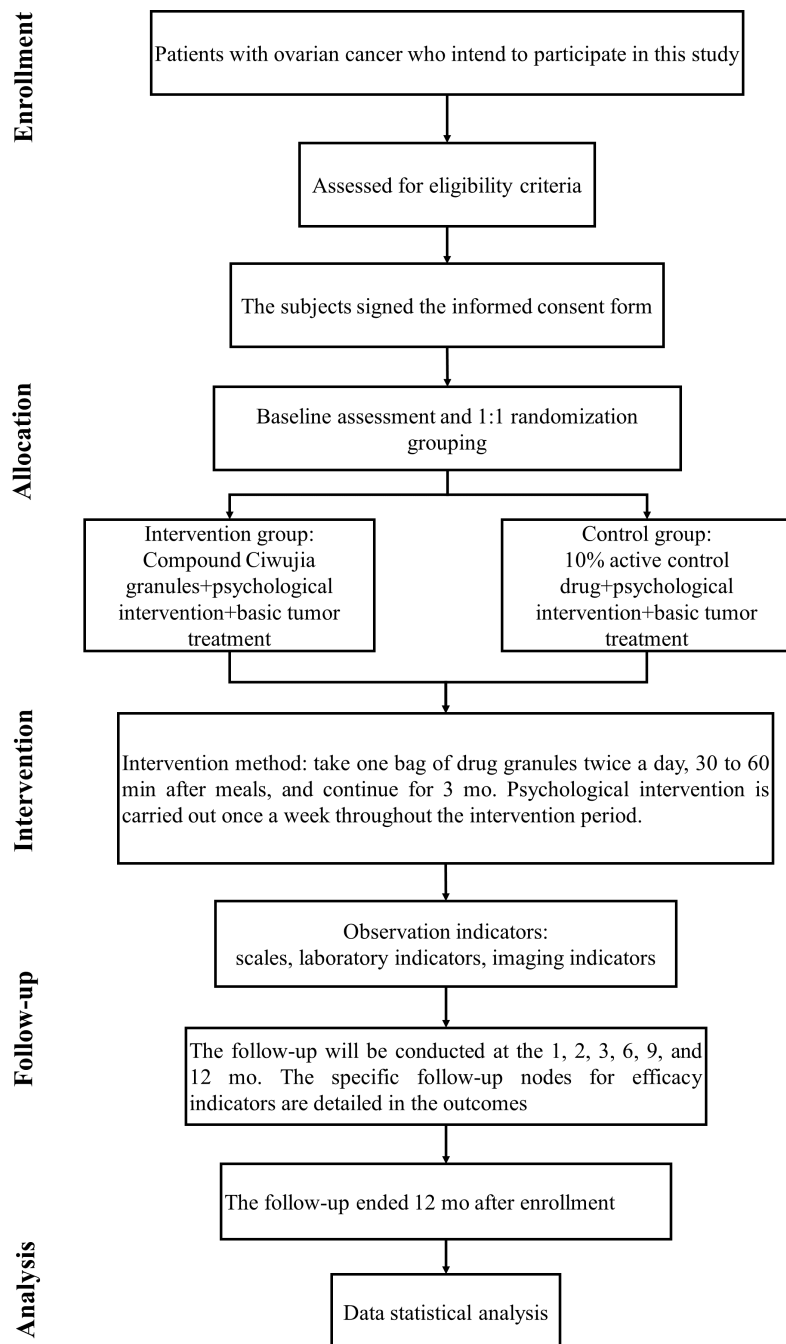 Enrollment
Patients with ovarian cancer who intend to participate in this study
Assessed for eligibility criteria
The subjects signed the informed consent form
Allocation
Baseline assessment and 1:1 randomization
grouping
Intervention group:
Compound Ciwujia
granules+psychological
intervention+basic tumor
treatment
Control group:
10% active control
drug+psychological
intervention+basic tumor
treatment
Intervention
Intervention method: take one bag of drug granules twice a day, 30 to 60
min after meals, and continue for 3 mo. Psychological intervention is
carried out once a week throughout the intervention period.
Follow-up
Observation indicators:
scales, laboratory indicators, imaging indicators
The follow-up will be conducted at the 1, 2, 3, 6, 9, and
12 mo. The specific follow-up nodes for efficacy
indicators are detailed in the outcomes
The follow-up ended 12 mo after enrollment
Analysis
Data statistical analysis